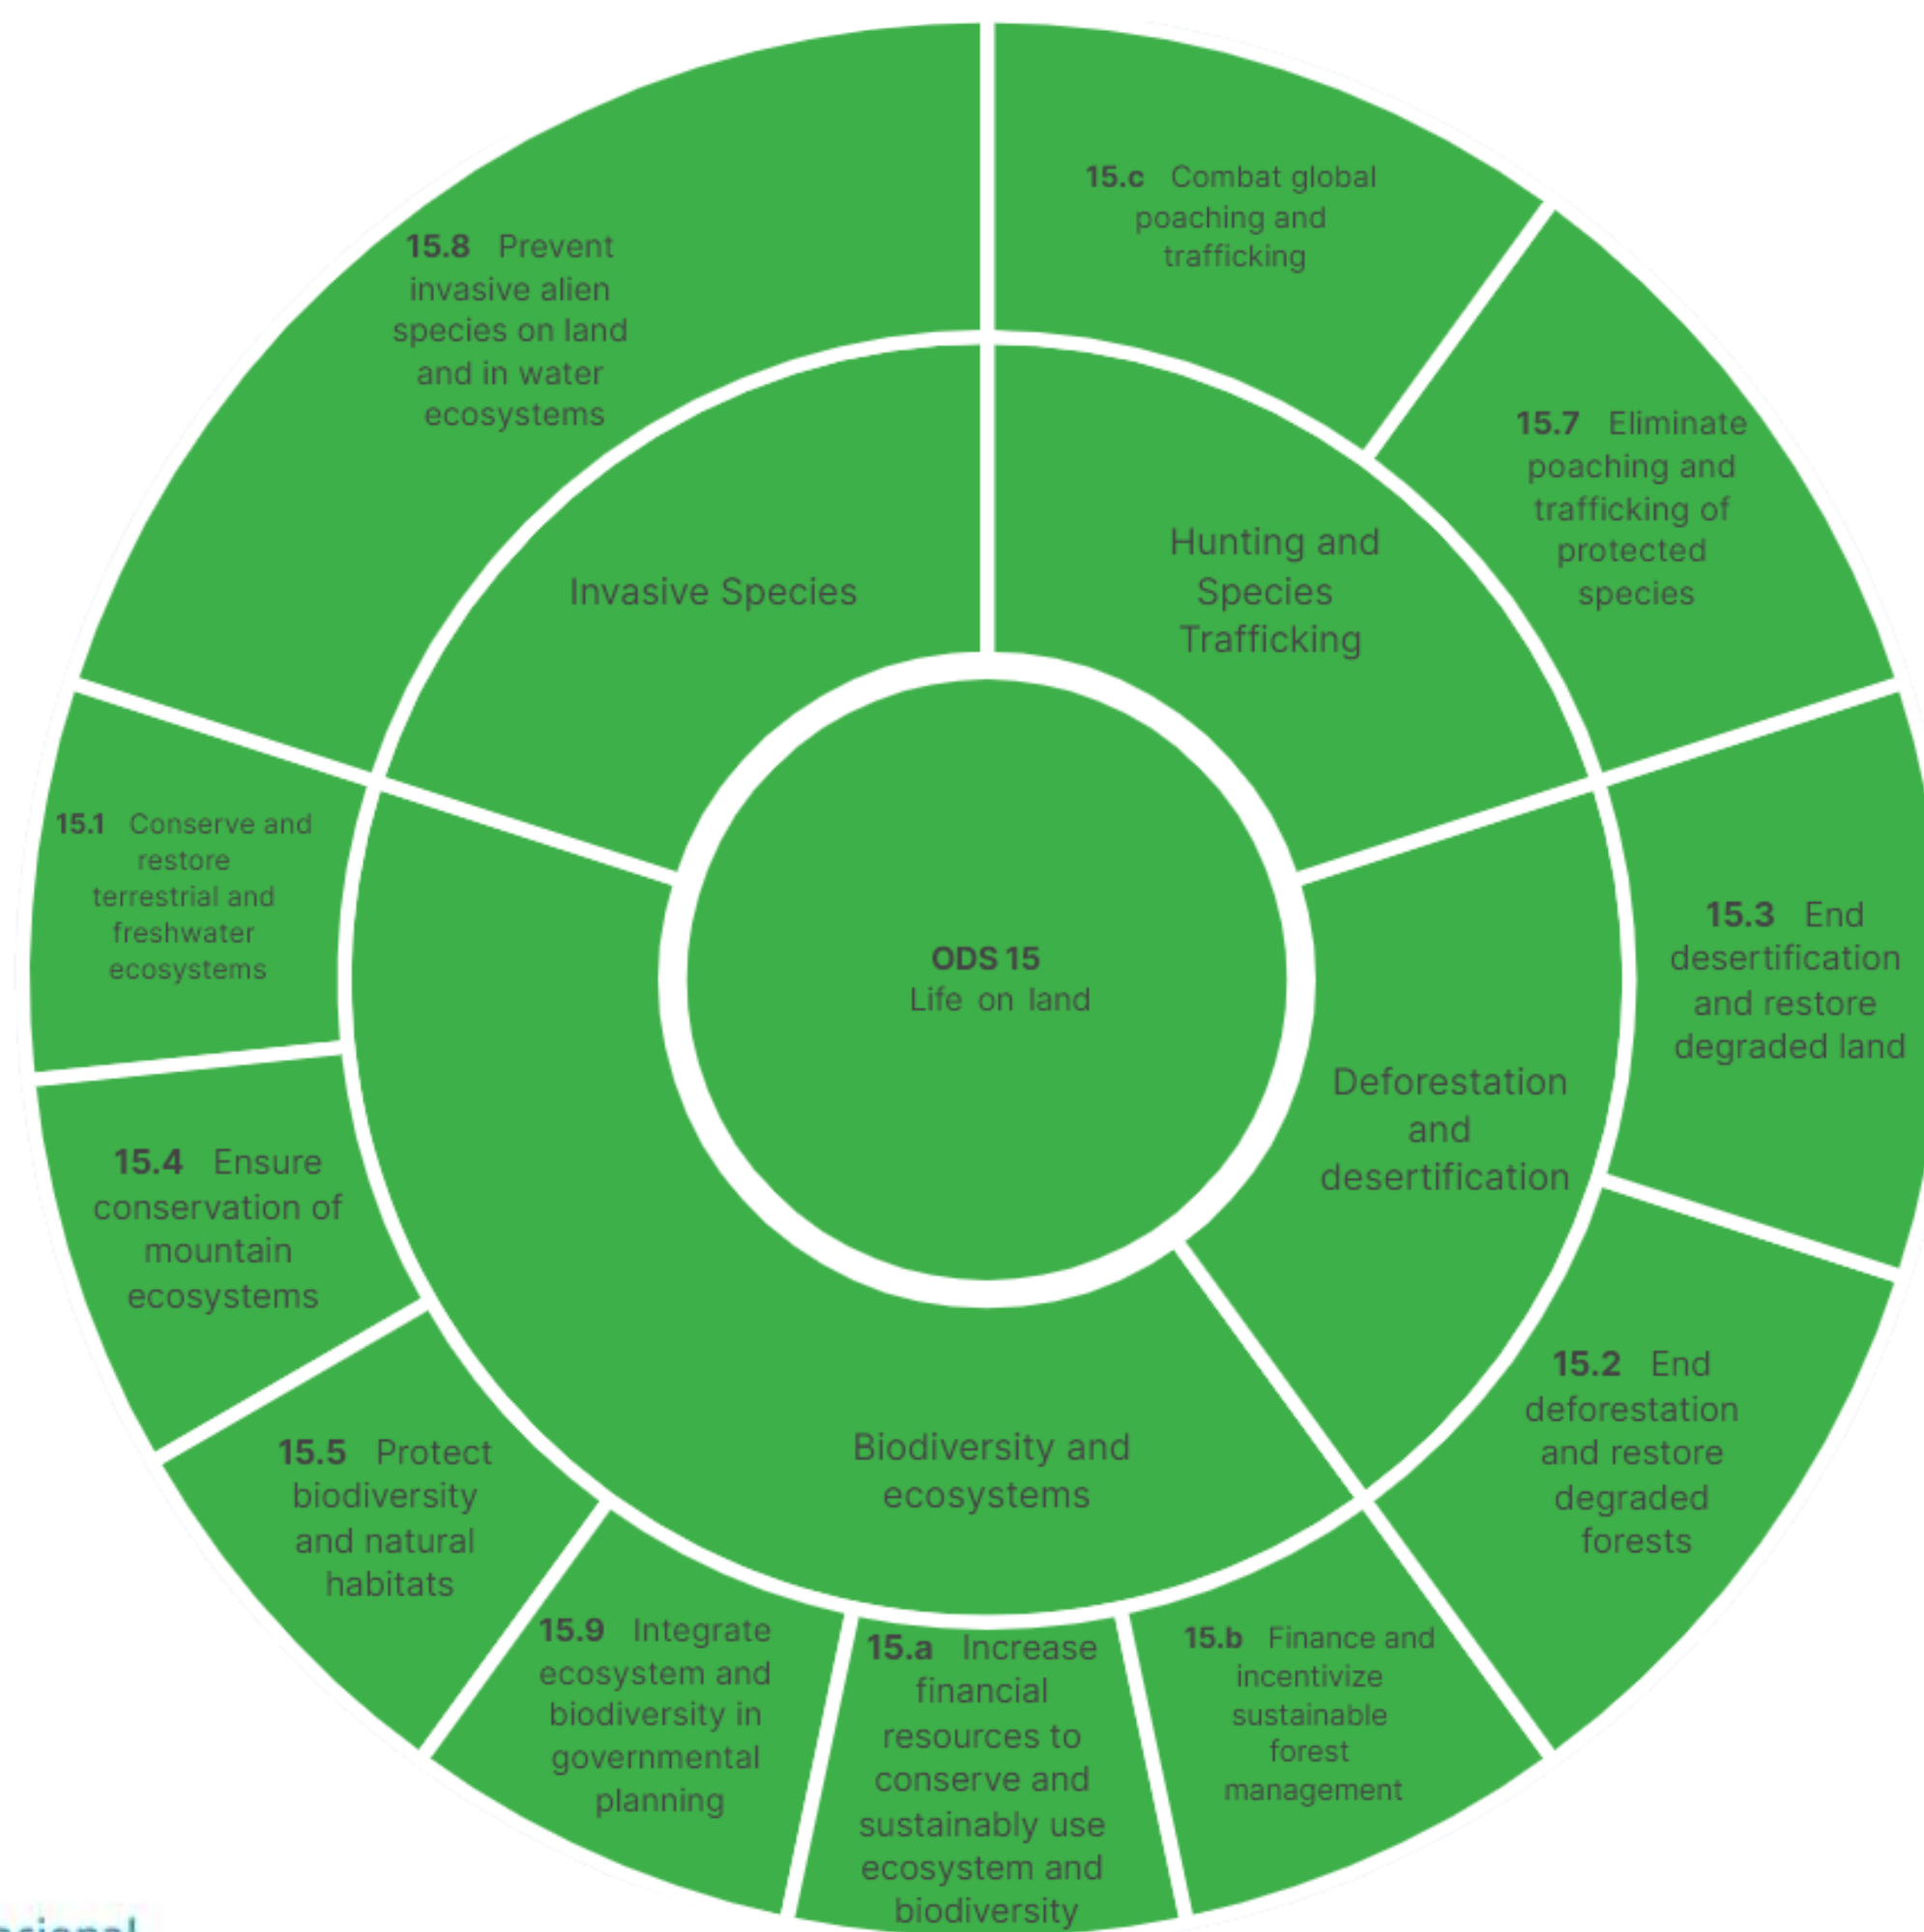 15.c Combat global
poaching and
trafficking
15.8 Prevent
invasive alien
species on land
and in water
ecosystems
15.7 Eliminate
poaching and
trafficking of
protected
species
Invasive Species
Hunting and
Species
Trafficking
15.1 Conserve and
restore
terrestrial and
freshwater
ecosystems
ODS 15
Life on land
15.3 End
desertification
and restore
degraded land
Deforestation
and
desertification
15.4 Ensure
conservation of
mountain
ecosystems
15.2 End
deforestation
and restore
degraded
forests
Biodiversity and
ecosystems
15.5 Protect
biodiversity
and natural
habitats
15.9 Integrate
ecosystem and
biodiversity in
governmental
planning
15.a Increase
financial
resources to
conserve and
sustainably use
ecosystem and
biodiversity
15.b Finance and
incentivize
sustainable
forest
management